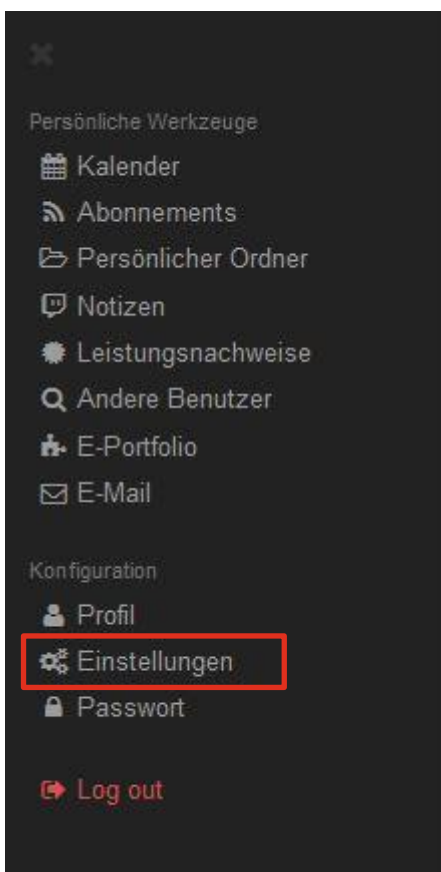 Persönliche Werkzeuge
Kalender
Abonnements
Persönlicher Ordner
Notizen
Leistungsnachweise
Andere Benutzer
E-Portfolio
E-Mail
Konfiguration
Profil
Einstellungen
Passwort
Log out